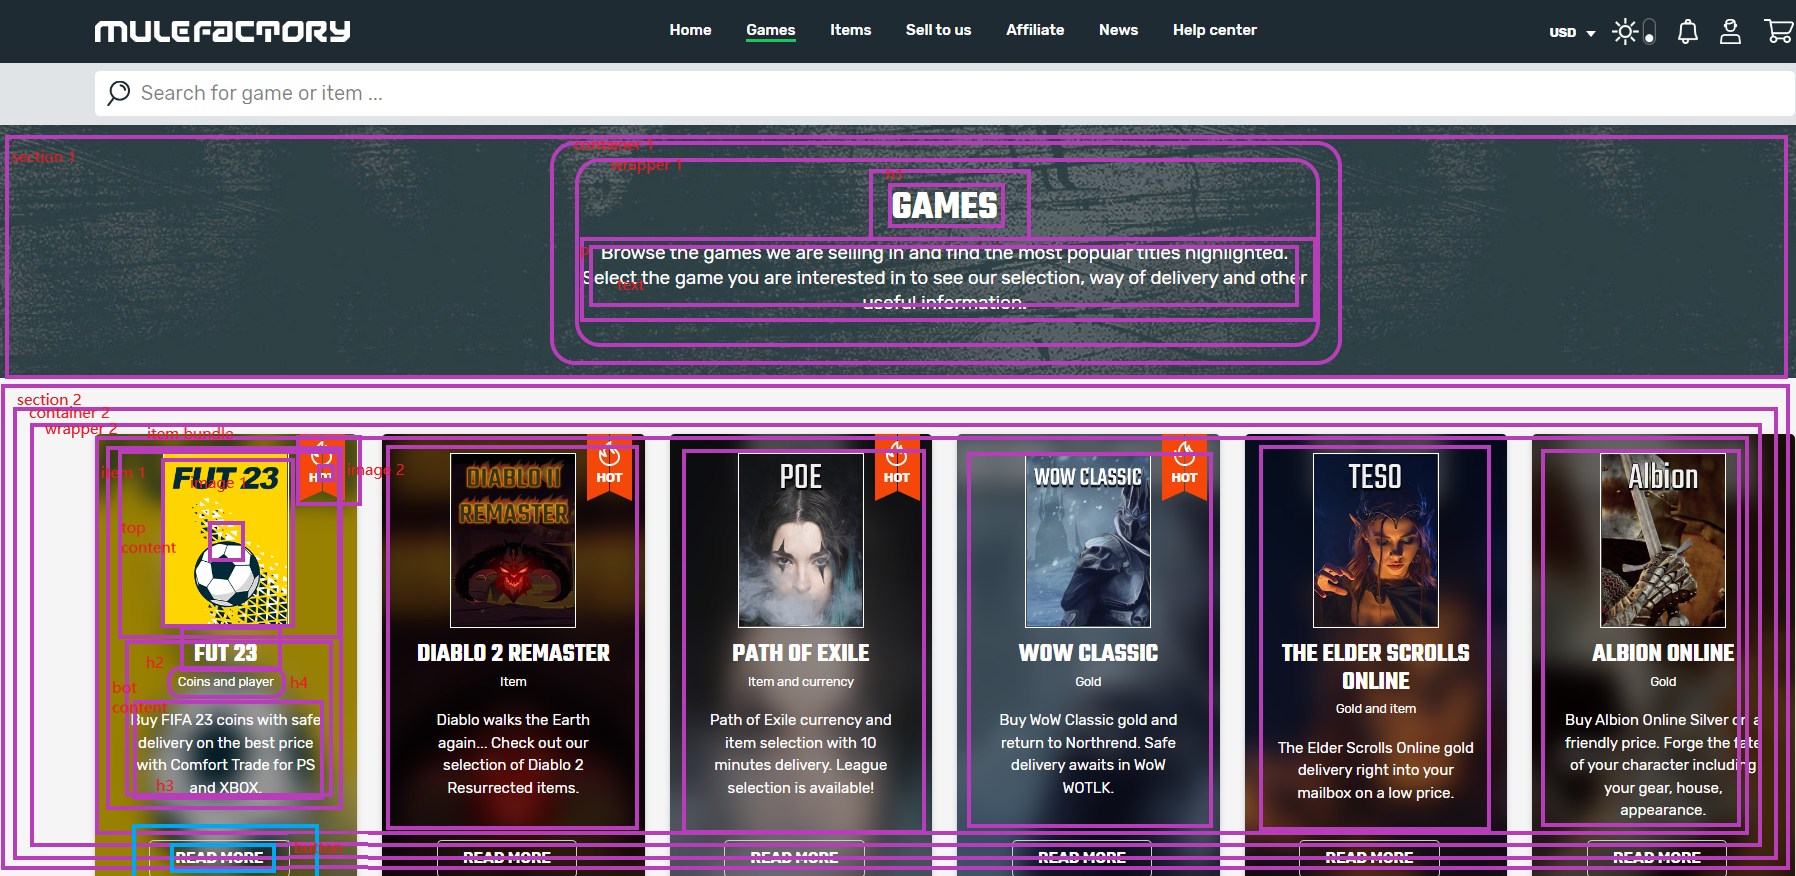 MULEFACTORY
Home Games Items Sell to us Affiliate News Help center
USD
Search for game or item ...
section 1
container 1
wrapper 1
h1
GAMES
p
Browse the games we are selling in and find the most popular titles highlighted.
Select the game you are interested in to see our selection, way of delivery and other
text
useful information.
section 2
container 2
wrapper 2
item bundle
item 1
image 1
image 2
top
content
FUT 23
HOT
h2
FUT 23
h4
Coins and player
bot
content
Buy FIFA 23 coins with safe
delivery on the best price
with Comfort Trade for PS
and XBOX.
h3
READ MORE
button
HOT
DIABLO II
REMASTER
DIABLO 2 REMASTER
Item
Diablo walks the Earth
again... Check out our
selection of Diablo 2
Resurrected items.
READ MORE
HOT
POE
PATH OF EXILE
Item and currency
Path of Exile currency and
item selection with 10
minutes delivery. League
selection is available!
READ MORE
HOT
WOW CLASSIC
WOW CLASSIC
Gold
Buy WoW Classic gold and
return to Northrend. Safe
delivery awaits in WoW
WOTLK.
READ MORE
TESO
THE ELDER SCROLLS
ONLINE
Gold and item
The Elder Scrolls Online gold
delivery right into your
mailbox on a low price.
READ MORE
Albion
ALBION ONLINE
Gold
Buy Albion Online Silver on a
friendly price. Forge the fate
of your character including
your gear, house,
appearance.
READ MORE